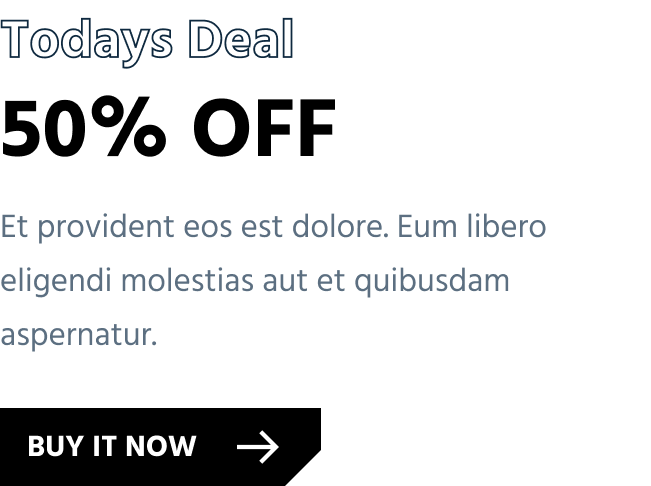 Todays Deal
50% OFF
Et provident eos est dolore. Eum libero
eligendi molestias aut et quibusdam
aspernatur.
BUY IT NOW